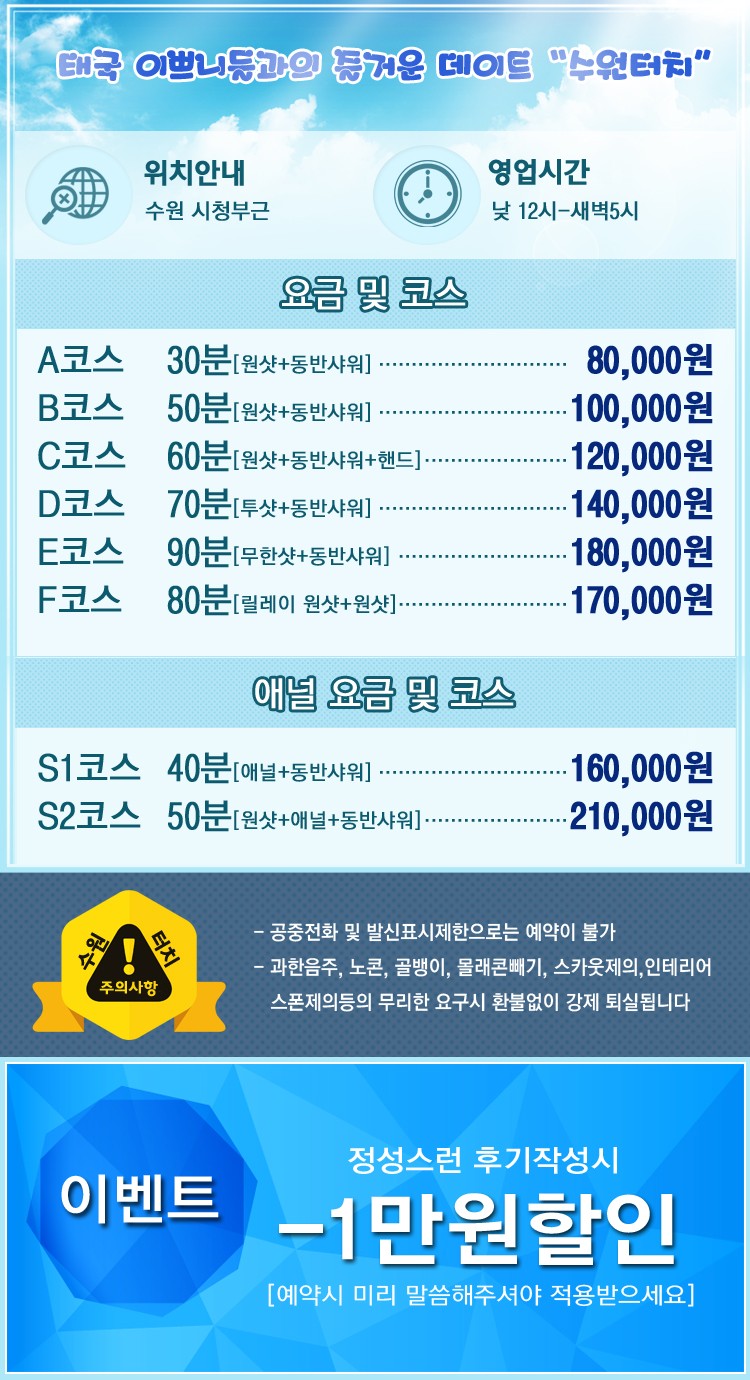 태국 이쁘니들과의 즐거운 데이트 "수원터치"
위치안내
수원 시청부근
영업시간
낮 12시-새벽5시
요금 및 코스
A코스 30분[원샷+동반샤워] 80,000원
B코스 50분[원샷+동반샤워] 100,000원
C코스 60분[원샷+동반샤워+핸드] 120,000원
D코스 70분[투샷+동반샤워] 140,000원
E코스 90분[무한샷+동반샤워] 180,000원
F코스 80분[릴레이 원샷+원샷] 170,000원
애널 요금 및 코스
S1코스 40분[애널+동반샤워] 160,000원
S2코스 50분[원샷+애널+동반샤워] 210,000원
수원 터치
!
주의사항
- 공중전화 및 발신표시제한으로는 예약이 불가
- 과한음주, 노콘, 골뱅이, 몰래콘빼기, 스카웃제의,인테리어
스폰제의등의 무리한 요구시 환불없이 강제 퇴실됩니다
이벤트
정성스런 후기작성시
-1만원할인
[예약시 미리 말씀해주셔야 적용받으세요]